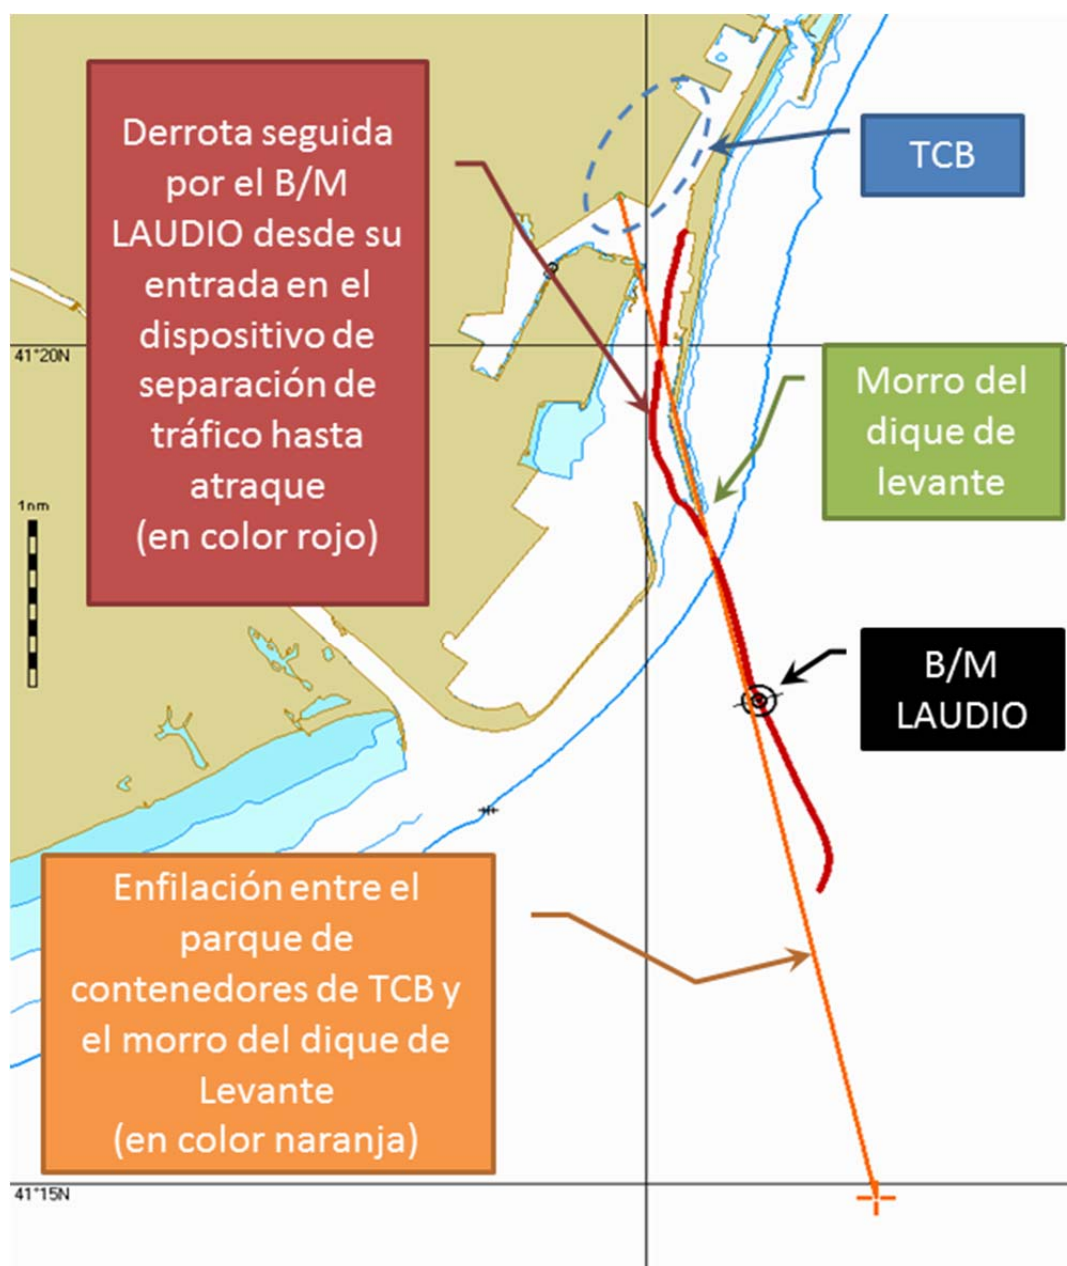 Derrota seguida
por el B/M
LAUDIO desde su
entrada en el
dispositivo de
separación de
tráfico hasta
atraque
(en color rojo)
TCB
41°20N
Morro del
dique de
levante
1nm
B/M
LAUDIO
Enfilación entre el
parque de
contenedores de TCB y
el morro del dique de
Levante
(en color naranja)
41°15N